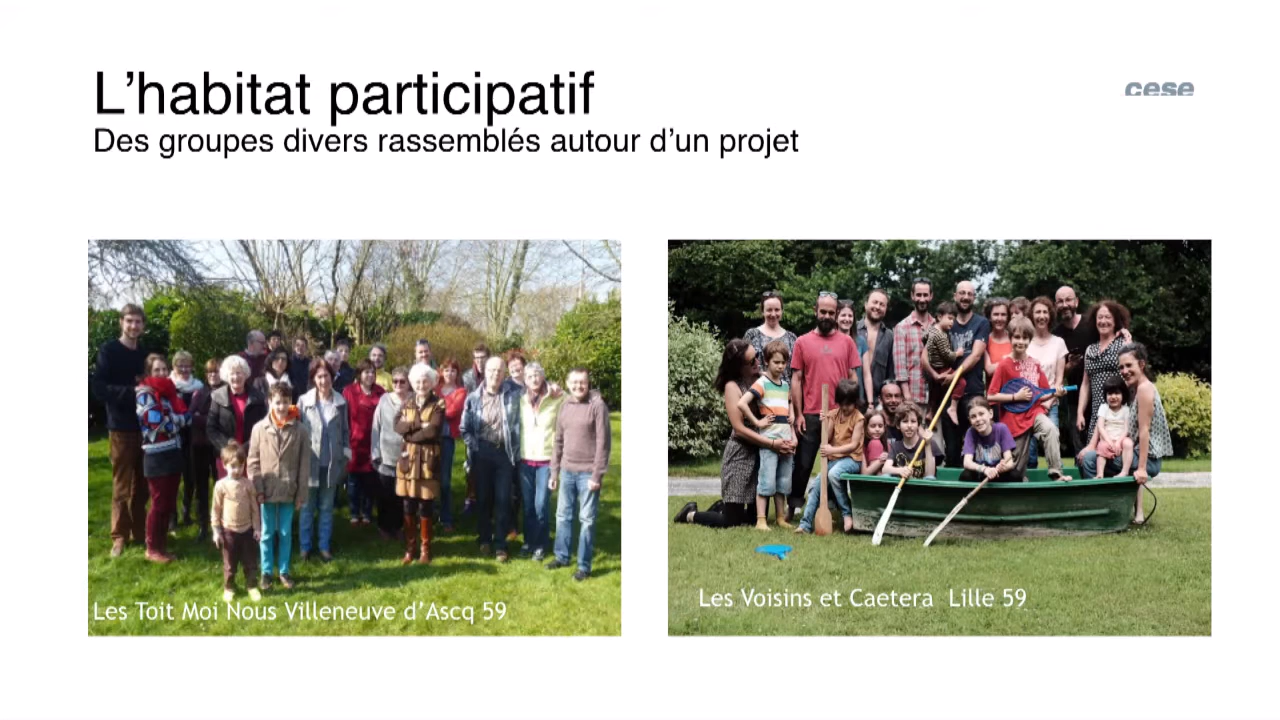 L'habitat participatif
Des groupes divers rassemblés autour d'un projet
cese
Les Toit Moi Nous Villeneuve d'Ascq 59
Les Voisins et Caetera Lille 59